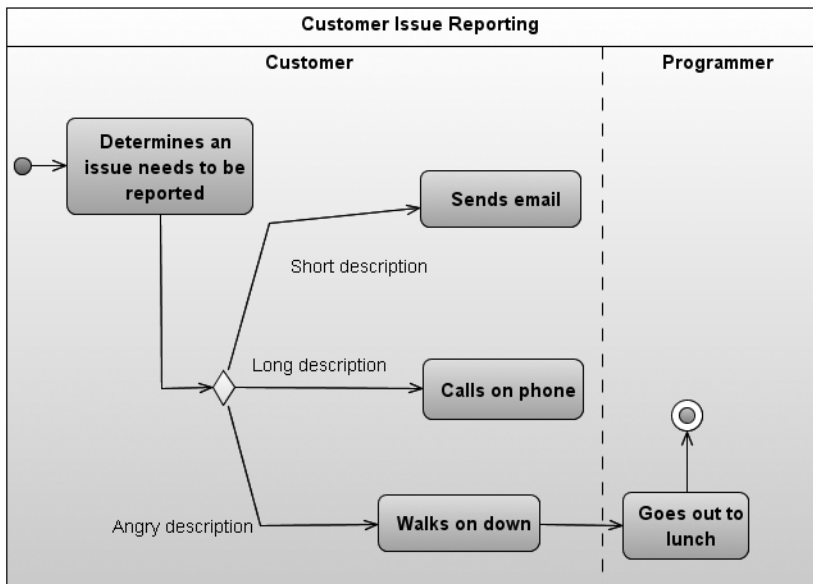 Customer Issue Reporting
Customer
Programmer
Determines an
issue needs to be
reported
Sends email
Short description
Long description
Calls on phone
Angry description
Walks on down
Goes out to
lunch